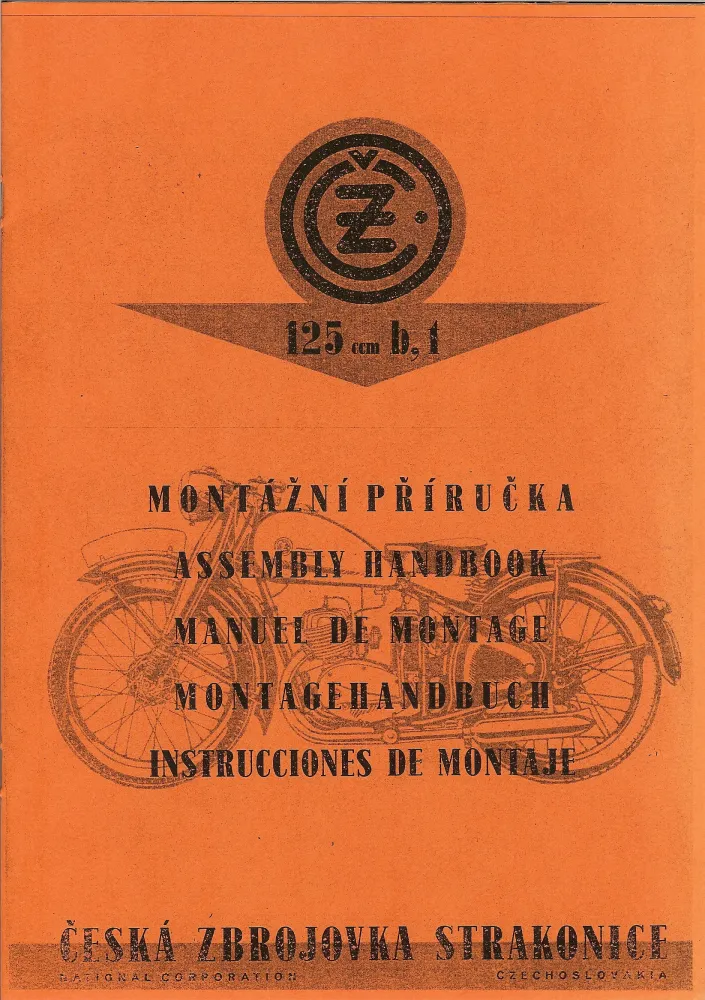 ČZ
125 ccm b, t
MONTÁŽNÍ PŘÍRUČKA
ASSEMBLY HANDBOOK
MANUEL DE MONTAGE
MONTAGEHANDBUCH
INSTRUCCIONES DE MONTAJE
ČESKÁ ZBROJOVKA STRAKONICE
NATIONAL CORPORATION CZECHOSLOVAKIA